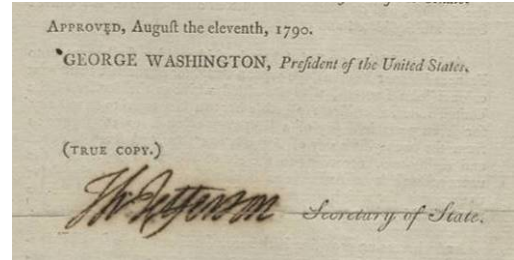 APPROVED, Auguſt the eleventh, 1790.
GEORGE WASHINGTON, Preſident of the United States.
(TRUE COPY.)
Th Jefferson Secretary of State.